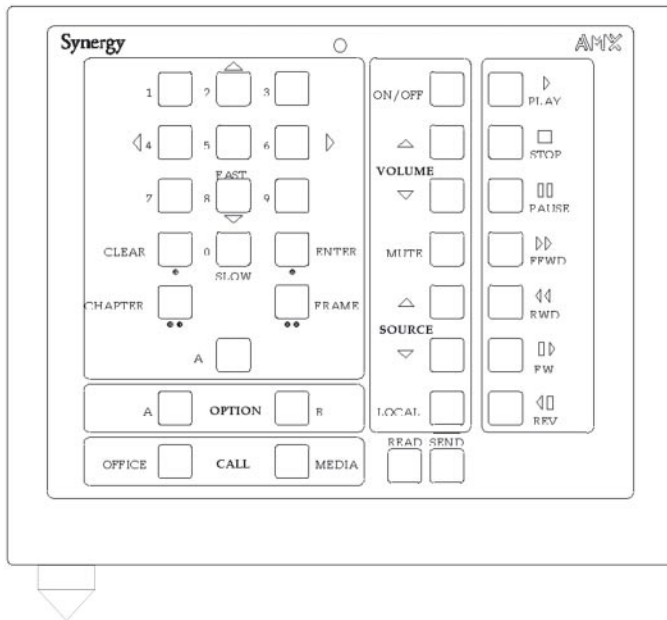 Synergy AMX
1 2 3
4 5 6
FAST
7 8 9
CLEAR 0 ENTER
SLOW
CHAPTER FRAME
A
A OPTION B
OFFICE CALL MEDIA
ON/OFF
VOLUME
MUTE
SOURCE
LOCAL
READ SEND
PLAY
STOP
PAUSE
FFWD
RWD
FW
REV